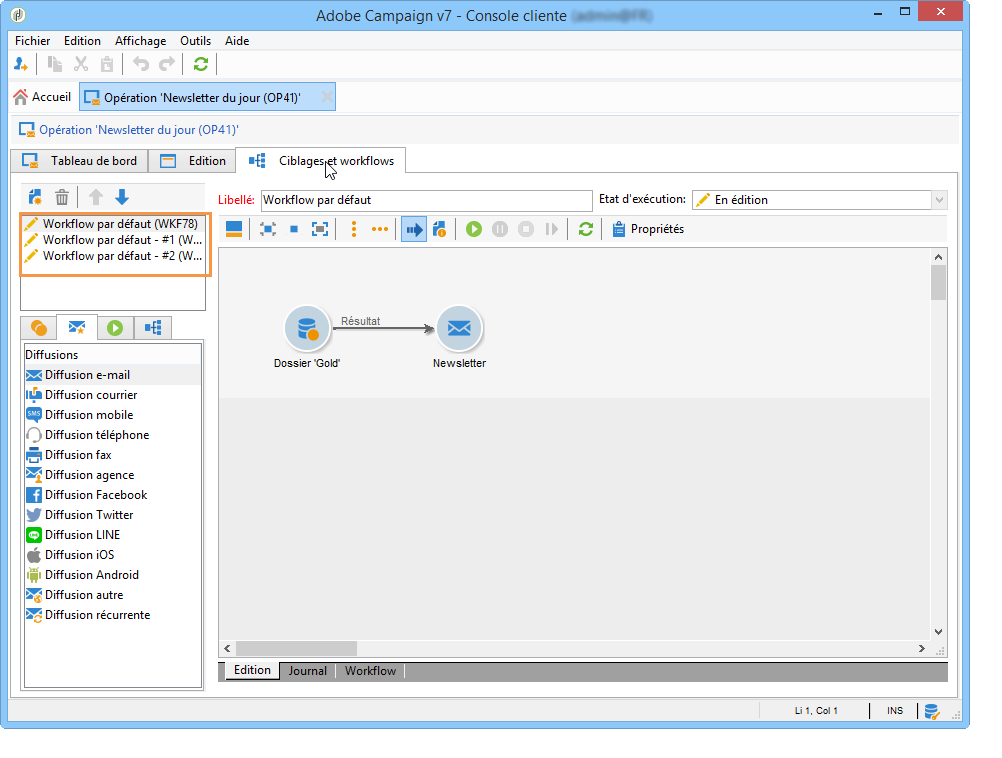 Adobe Campaign v7 - Console cliente
Fichier Edition Affichage Outils Aide
Accueil Opération 'Newsletter du jour (OP41)'
Opération 'Newsletter du jour (OP41)'
Tableau de bord Edition Ciblages et workflows
Libellé: Workflow par défaut Etat d'exécution: En édition
Workflow par défaut (WKF78)
Workflow par défaut - #1 (W...
Workflow par défaut - #2 (W...
Propriétés
Résultat
Dossier 'Gold' Newsletter
Diffusions
Diffusion e-mail
Diffusion courrier
SMS Diffusion mobile
Diffusion téléphone
Diffusion fax
Diffusion agence
Diffusion Facebook
Diffusion Twitter
Diffusion LINE
Diffusion iOS
Diffusion Android
Diffusion autre
Diffusion récurrente
Edition Journal Workflow
Li 1, Col 1 INS